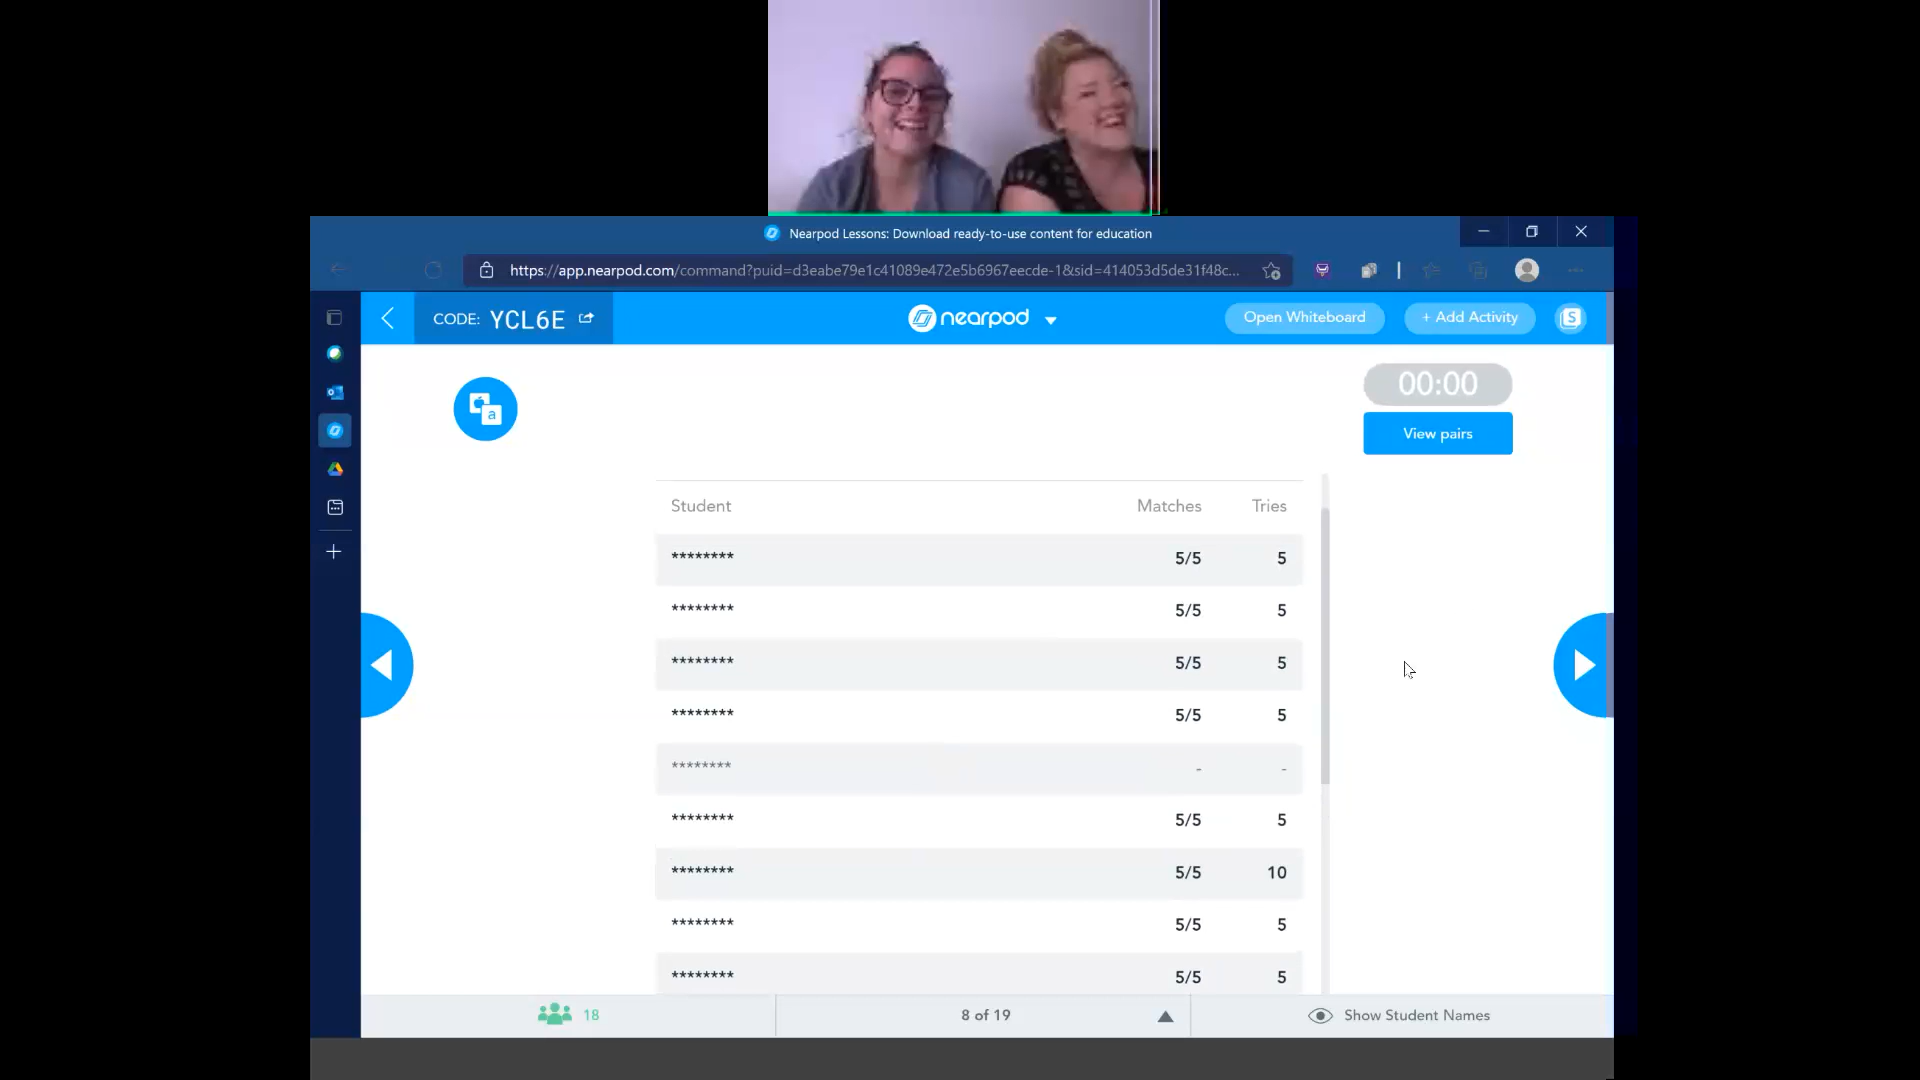 Nearpod Lessons: Download ready-to-use content for education
https://app.nearpod.com/command?puid=d3eabe79e1c41089e472e5b6967eecde-1&sid=414053d5de31f48c...
CODE: YCL6E
nearpod
Open Whiteboard
+ Add Activity
S
a
00:00
View pairs
Student Matches Tries
******** 5/5 5
******** 5/5 5
******** 5/5 5
******** 5/5 5
******** - -
******** 5/5 5
******** 5/5 10
******** 5/5 5
******** 5/5 5
18
8 of 19
Show Student Names